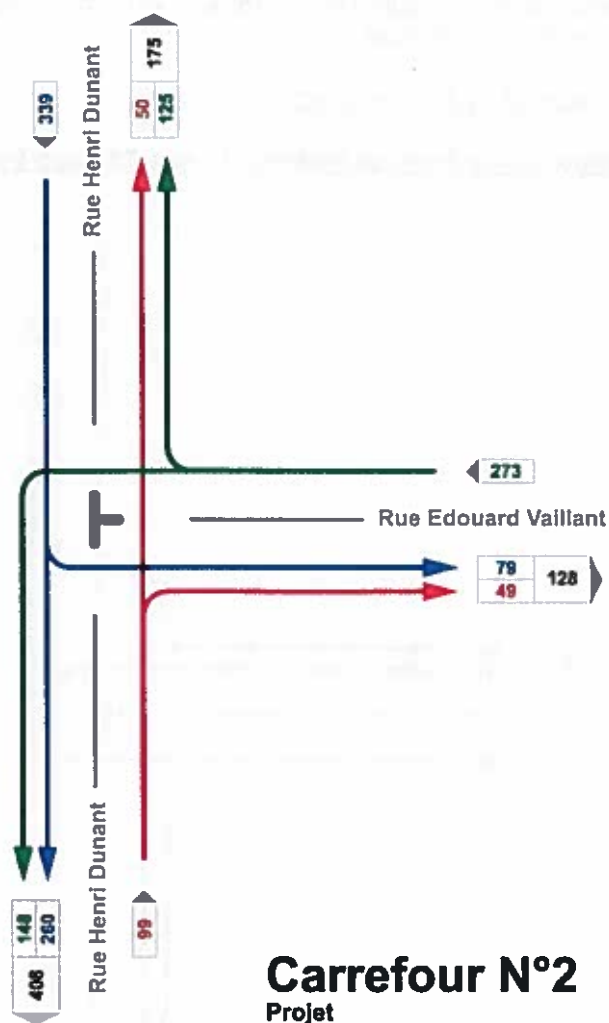 339
Rue Henri Dunant
175
50
125
273
Rue Edouard Vaillant
79
49
128
148
260
408
Rue Henri Dunant
99
Carrefour N°2
Projet